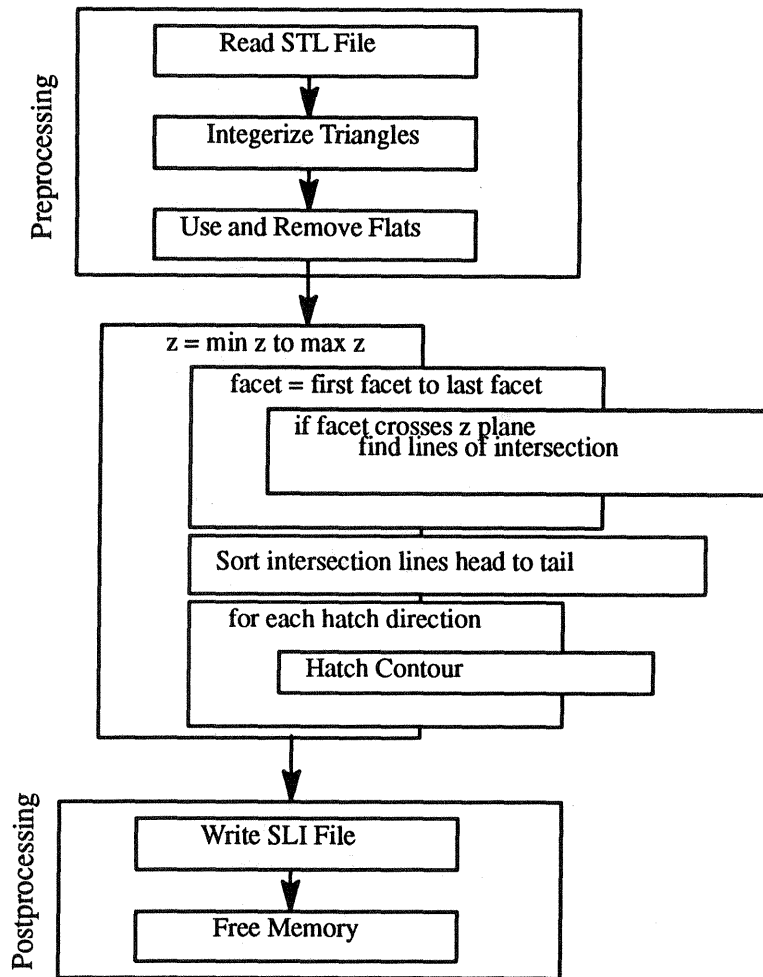 Preprocessing
Read STL File
Integerize Triangles
Use and Remove Flats
z = min z to max z
facet = first facet to last facet
if facet crosses z plane
find lines of intersection
Sort intersection lines head to tail
for each hatch direction
Hatch Contour
Postprocessing
Write SLI File
Free Memory